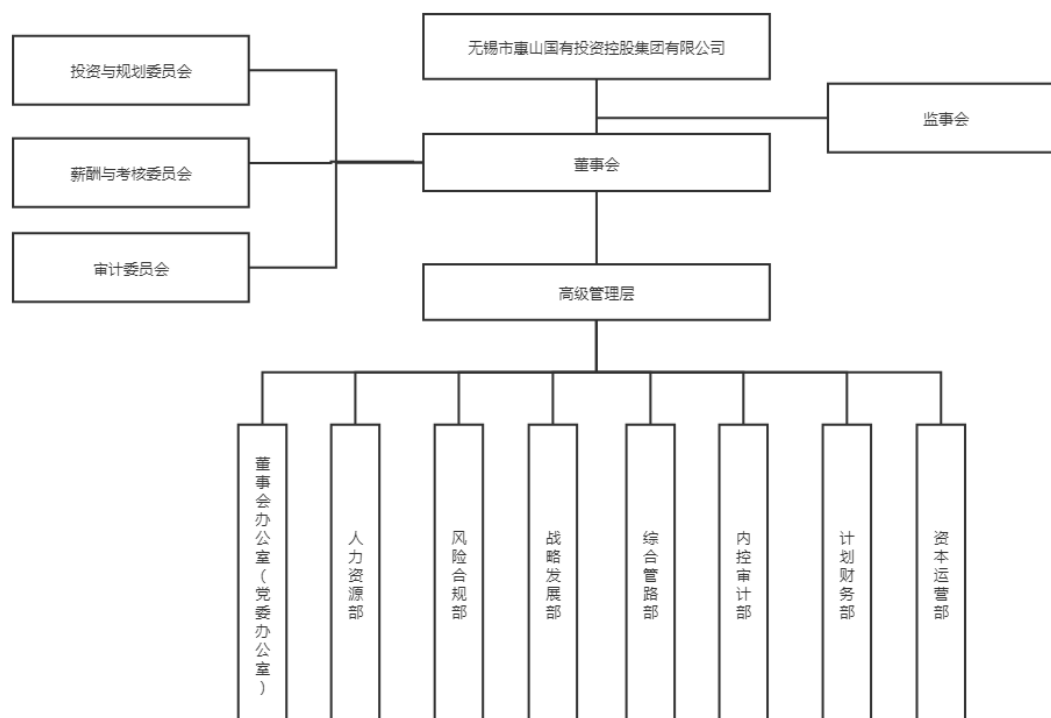 无锡市惠山国有投资控股集团有限公司
投资与规划委员会
监事会
董事会
薪酬与考核委员会
审计委员会
高级管理层
董事会办公室(党委办公室)
人力资源部
风险合规部
战略发展部
综合管路部
内控审计部
计划财务部
资本运营部